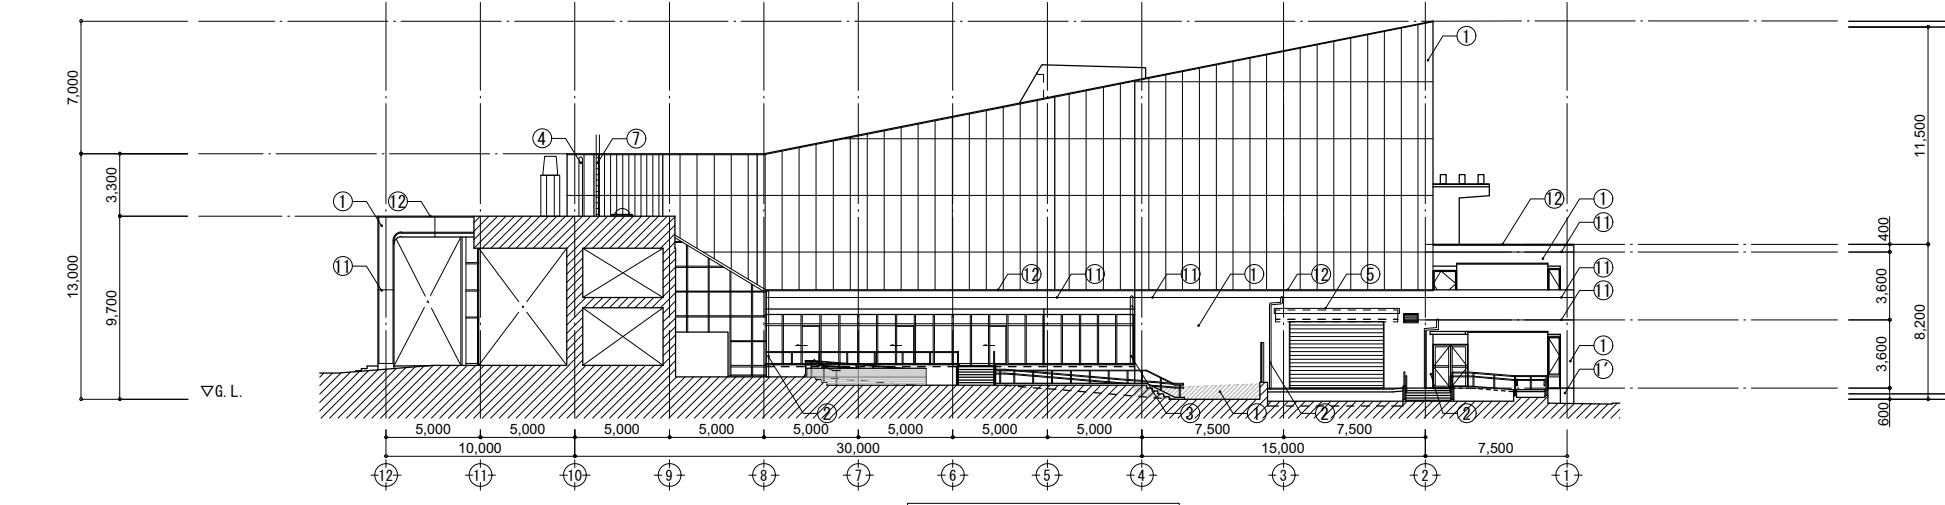 ①
7,000
11,500
④ ⑦
3,300
① ⑫ ⑫ ①
⑪
400
13,000
⑪ ⑫ ⑪ ⑪ ① ⑫ ⑤ ⑪
9,700
3,600
⑪
8,200
①
3,600
①'
▽G. L.
② ③ ① ② ②
600
5,000 5,000 5,000 5,000 5,000 5,000 5,000 5,000 7,500 7,500
10,000 30,000 15,000 7,500
⑫ ⑪ ⑩ ⑨ ⑧ ⑦ ⑥ ⑤ ④ ③ ② ①